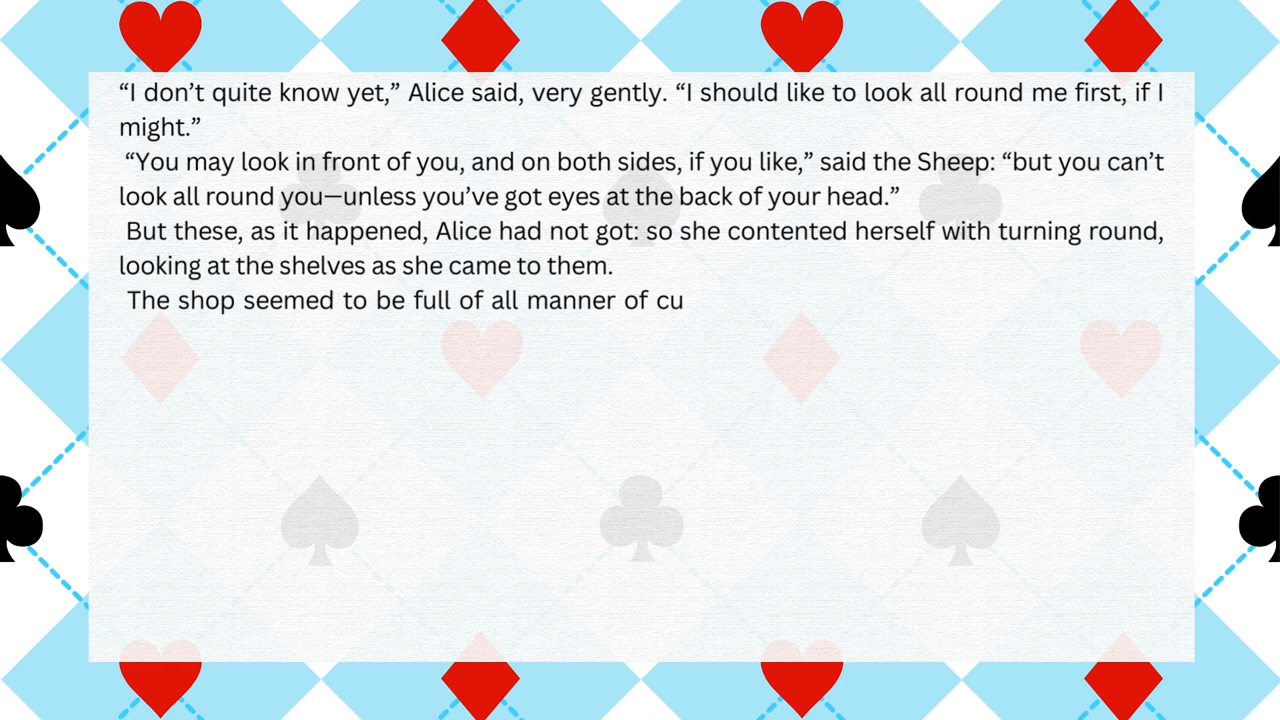 “I don’t quite know yet,” Alice said, very gently. “I should like to look all round me first, if I
might.”
“You may look in front of you, and on both sides, if you like,” said the Sheep: “but you can’t
look all round you—unless you’ve got eyes at the back of your head.”
But these, as it happened, Alice had not got: so she contented herself with turning round,
looking at the shelves as she came to them.
The shop seemed to be full of all manner of cu